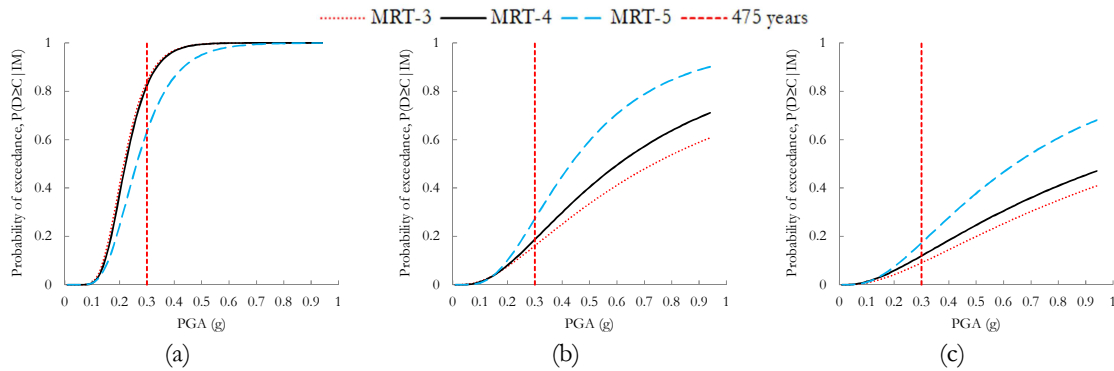 MRT-3 MRT-4 MRT-5 475 years
(a)
Probability of exceedance, P(D≥C|IM)
1
0.8
0.6
0.4
0.2
0
0 0.1 0.2 0.3 0.4 0.5 0.6 0.7 0.8 0.9 1
PGA (g)
(a)
Probability of exceedance, P(D≥C|IM)
1
0.8
0.6
0.4
0.2
0
0 0.1 0.2 0.3 0.4 0.5 0.6 0.7 0.8 0.9 1
PGA (g)
(b)
(c)
Probability of exceedance, P(D≥C|IM)
1
0.8
0.6
0.4
0.2
0
0 0.1 0.2 0.3 0.4 0.5 0.6 0.7 0.8 0.9 1
PGA (g)
(c)